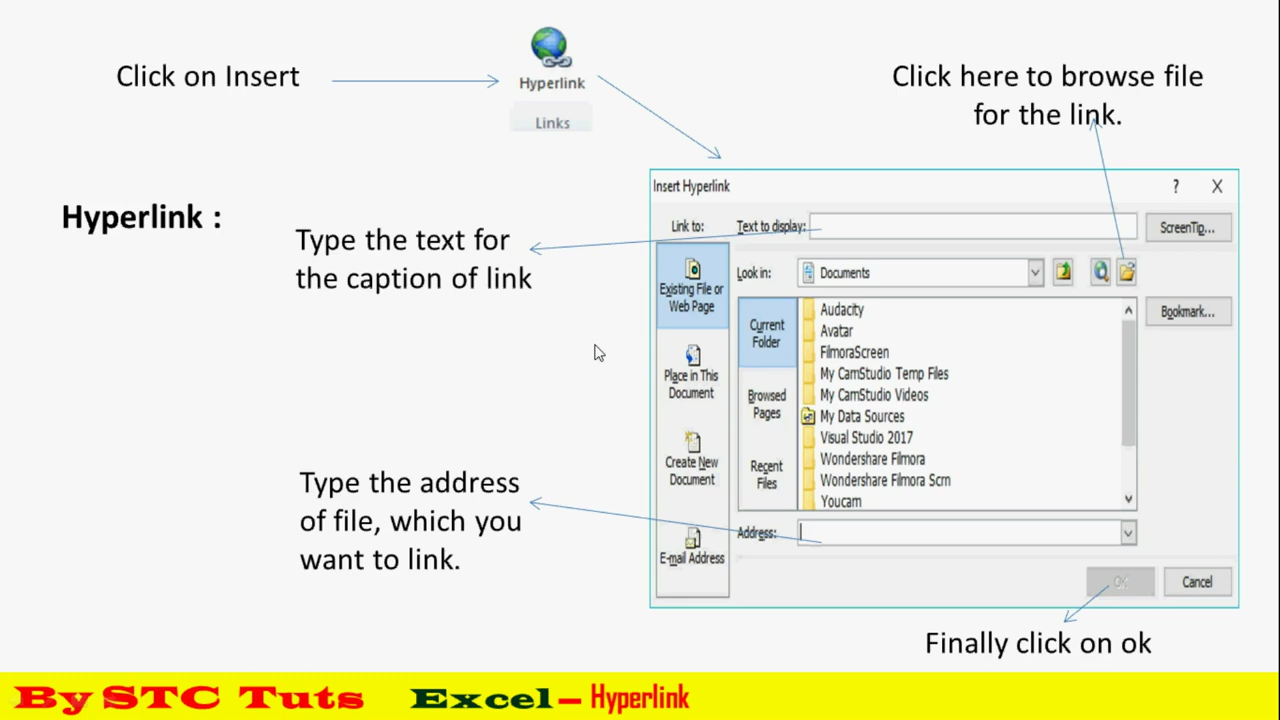 Click on Insert
Hyperlink
Links
Click here to browse file
for the link.
Hyperlink :
Type the text for
the caption of link
Insert Hyperlink
?
X
Link to:
Text to display:
ScreenTip...
Existing File or
Web Page
Look in:
Documents
Bookmark...
Current
Folder
Audacity
Avatar
FilmoraScreen
My CamStudio Temp Files
My CamStudio Videos
My Data Sources
Visual Studio 2017
Wondershare Filmora
Wondershare Filmora Scrn
Youcam
Place in This
Document
Browsed
Pages
Create New
Document
Recent
Files
Type the address
of file, which you
want to link.
Address:
E-mail Address
OK
Cancel
Finally click on ok
By STC Tuts Excel – Hyperlink